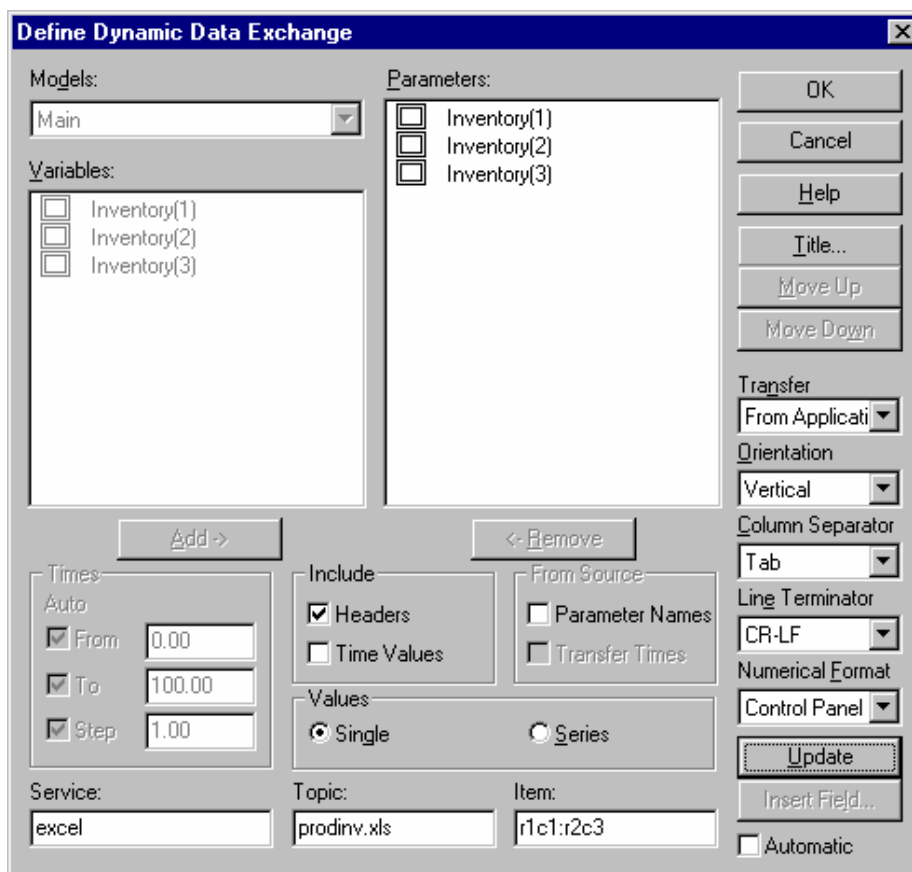 Define Dynamic Data Exchange
Models:
Main
Variables:
Inventory(1)
Inventory(2)
Inventory(3)
Parameters:
Inventory(1)
Inventory(2)
Inventory(3)
OK
Cancel
Help
Title...
Move Up
Move Down
Transfer
From Applicati
Orientation
Vertical
Column Separator
Tab
Line Terminator
CR-LF
Numerical Format
Control Panel
Update
Insert Field...
Automatic
Add ->
<- Remove
Times
Auto
From 0.00
To 100.00
Step 1.00
Include
Headers
Time Values
From Source
Parameter Names
Transfer Times
Values
Single Series
Service:
excel
Topic:
prodinv.xls
Item:
r1c1:r2c3